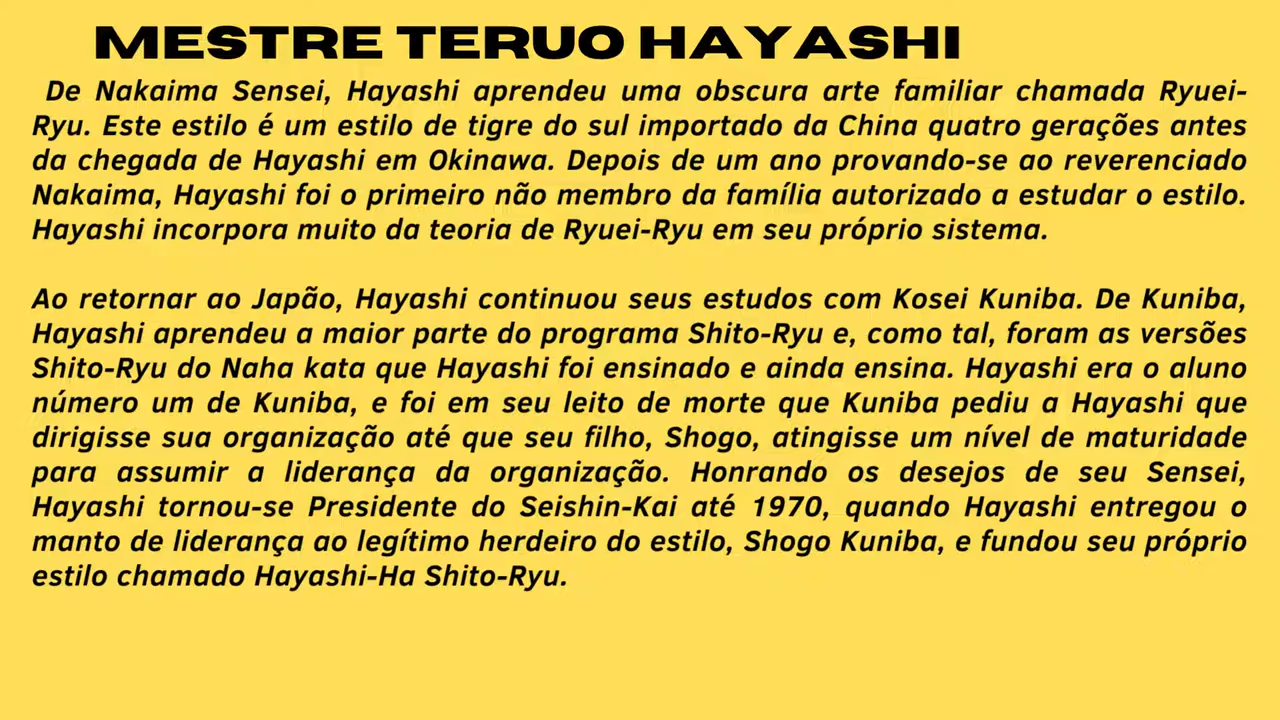 MESTRE TERUO HAYASHI
De Nakaima Sensei, Hayashi aprendeu uma obscura arte familiar chamada Ryuei-
Ryu. Este estilo é um estilo de tigre do sul importado da China quatro gerações antes
da chegada de Hayashi em Okinawa. Depois de um ano provando-se ao reverenciado
Nakaima, Hayashi foi o primeiro não membro da família autorizado a estudar o estilo.
Hayashi incorpora muito da teoria de Ryuei-Ryu em seu próprio sistema.
Ao retornar ao Japão, Hayashi continuou seus estudos com Kosei Kuniba. De Kuniba,
Hayashi aprendeu a maior parte do programa Shito-Ryu e, como tal, foram as versões
Shito-Ryu do Naha kata que Hayashi foi ensinado e ainda ensina. Hayashi era o aluno
número um de Kuniba, e foi em seu leito de morte que Kuniba pediu a Hayashi que
dirigisse sua organização até que seu filho, Shogo, atingisse um nível de maturidade
para assumir a liderança da organização. Honrando os desejos de seu Sensei,
Hayashi tornou-se Presidente do Seishin-Kai até 1970, quando Hayashi entregou o
manto de liderança ao legítimo herdeiro do estilo, Shogo Kuniba, e fundou seu próprio
estilo chamado Hayashi-Ha Shito-Ryu.